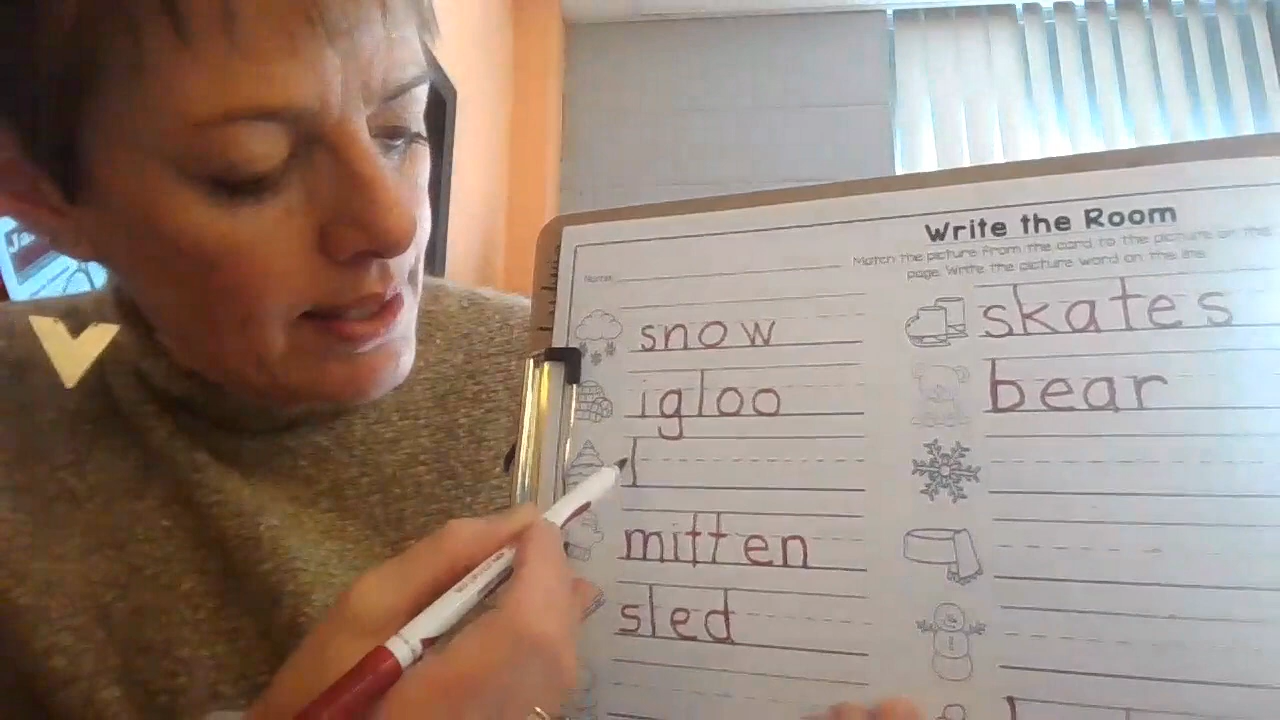 Write the Room
Match the picture from the card to the picture on the
page. Write the picture word on the line.
Name:
snow
igloo
mitten
sled
skates
bear